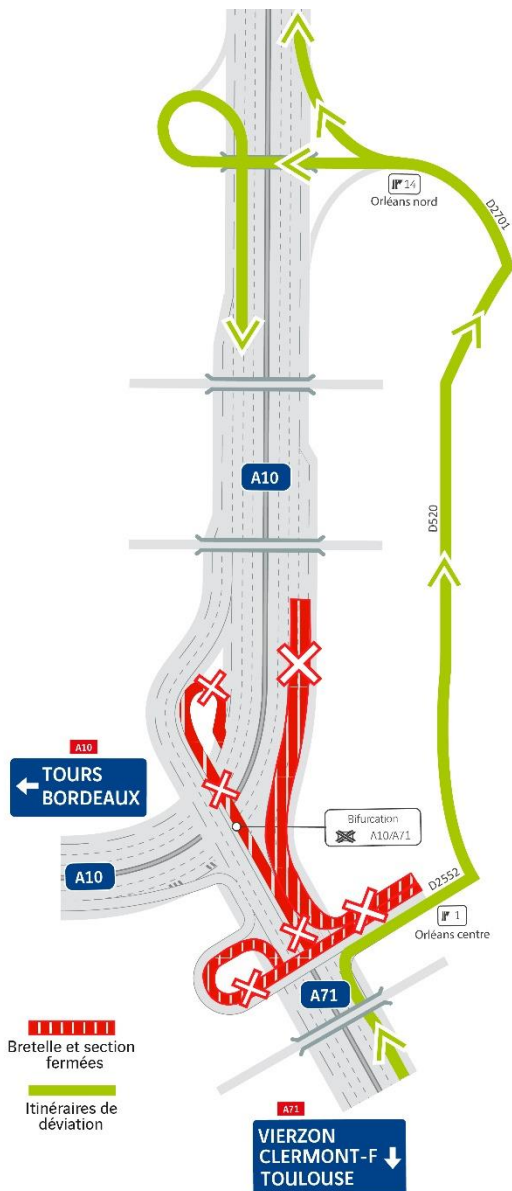 14
Orléans nord
D2701
A10
D520
A10
TOURS
BORDEAUX
Bifurcation
A10/A71
A10
D2552
1
Orléans centre
A71
Bretelle et section
fermées
Itinéraires de
déviation
A71
VIERZON
CLERMONT-F
TOULOUSE